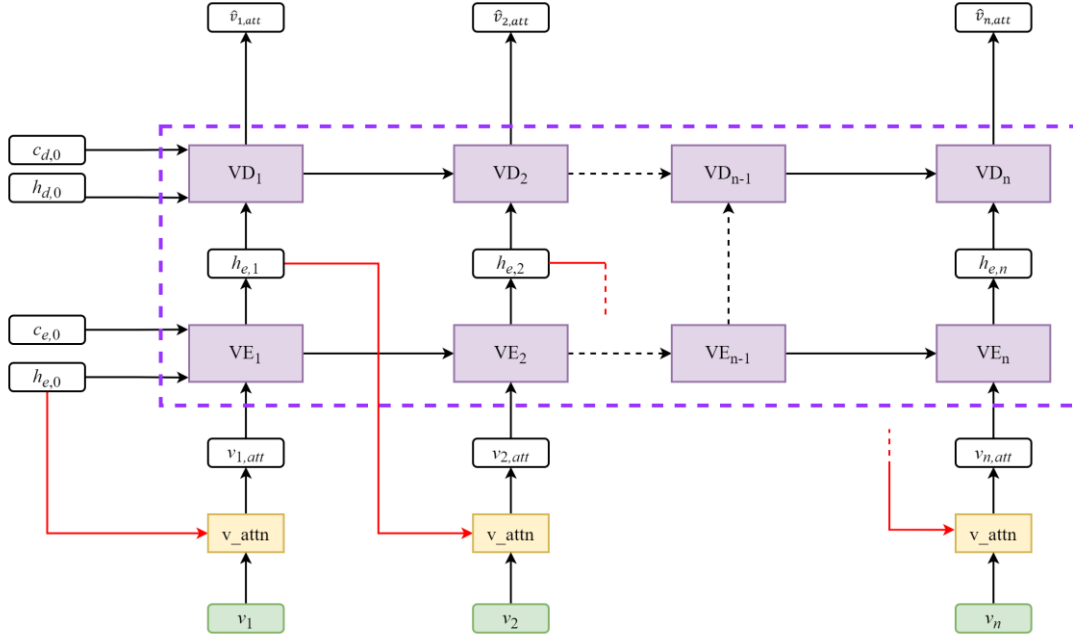 v̂1,att v̂2,att v̂n,att
cd,0
VD1 VD2 VDn-1 VDn
hd,0
he,1 he,2 he,n
ce,0
VE1 VE2 VEn-1 VEn
he,0
v1,att v2,att vn,att
v_attn v_attn v_attn
v1 v2 vn